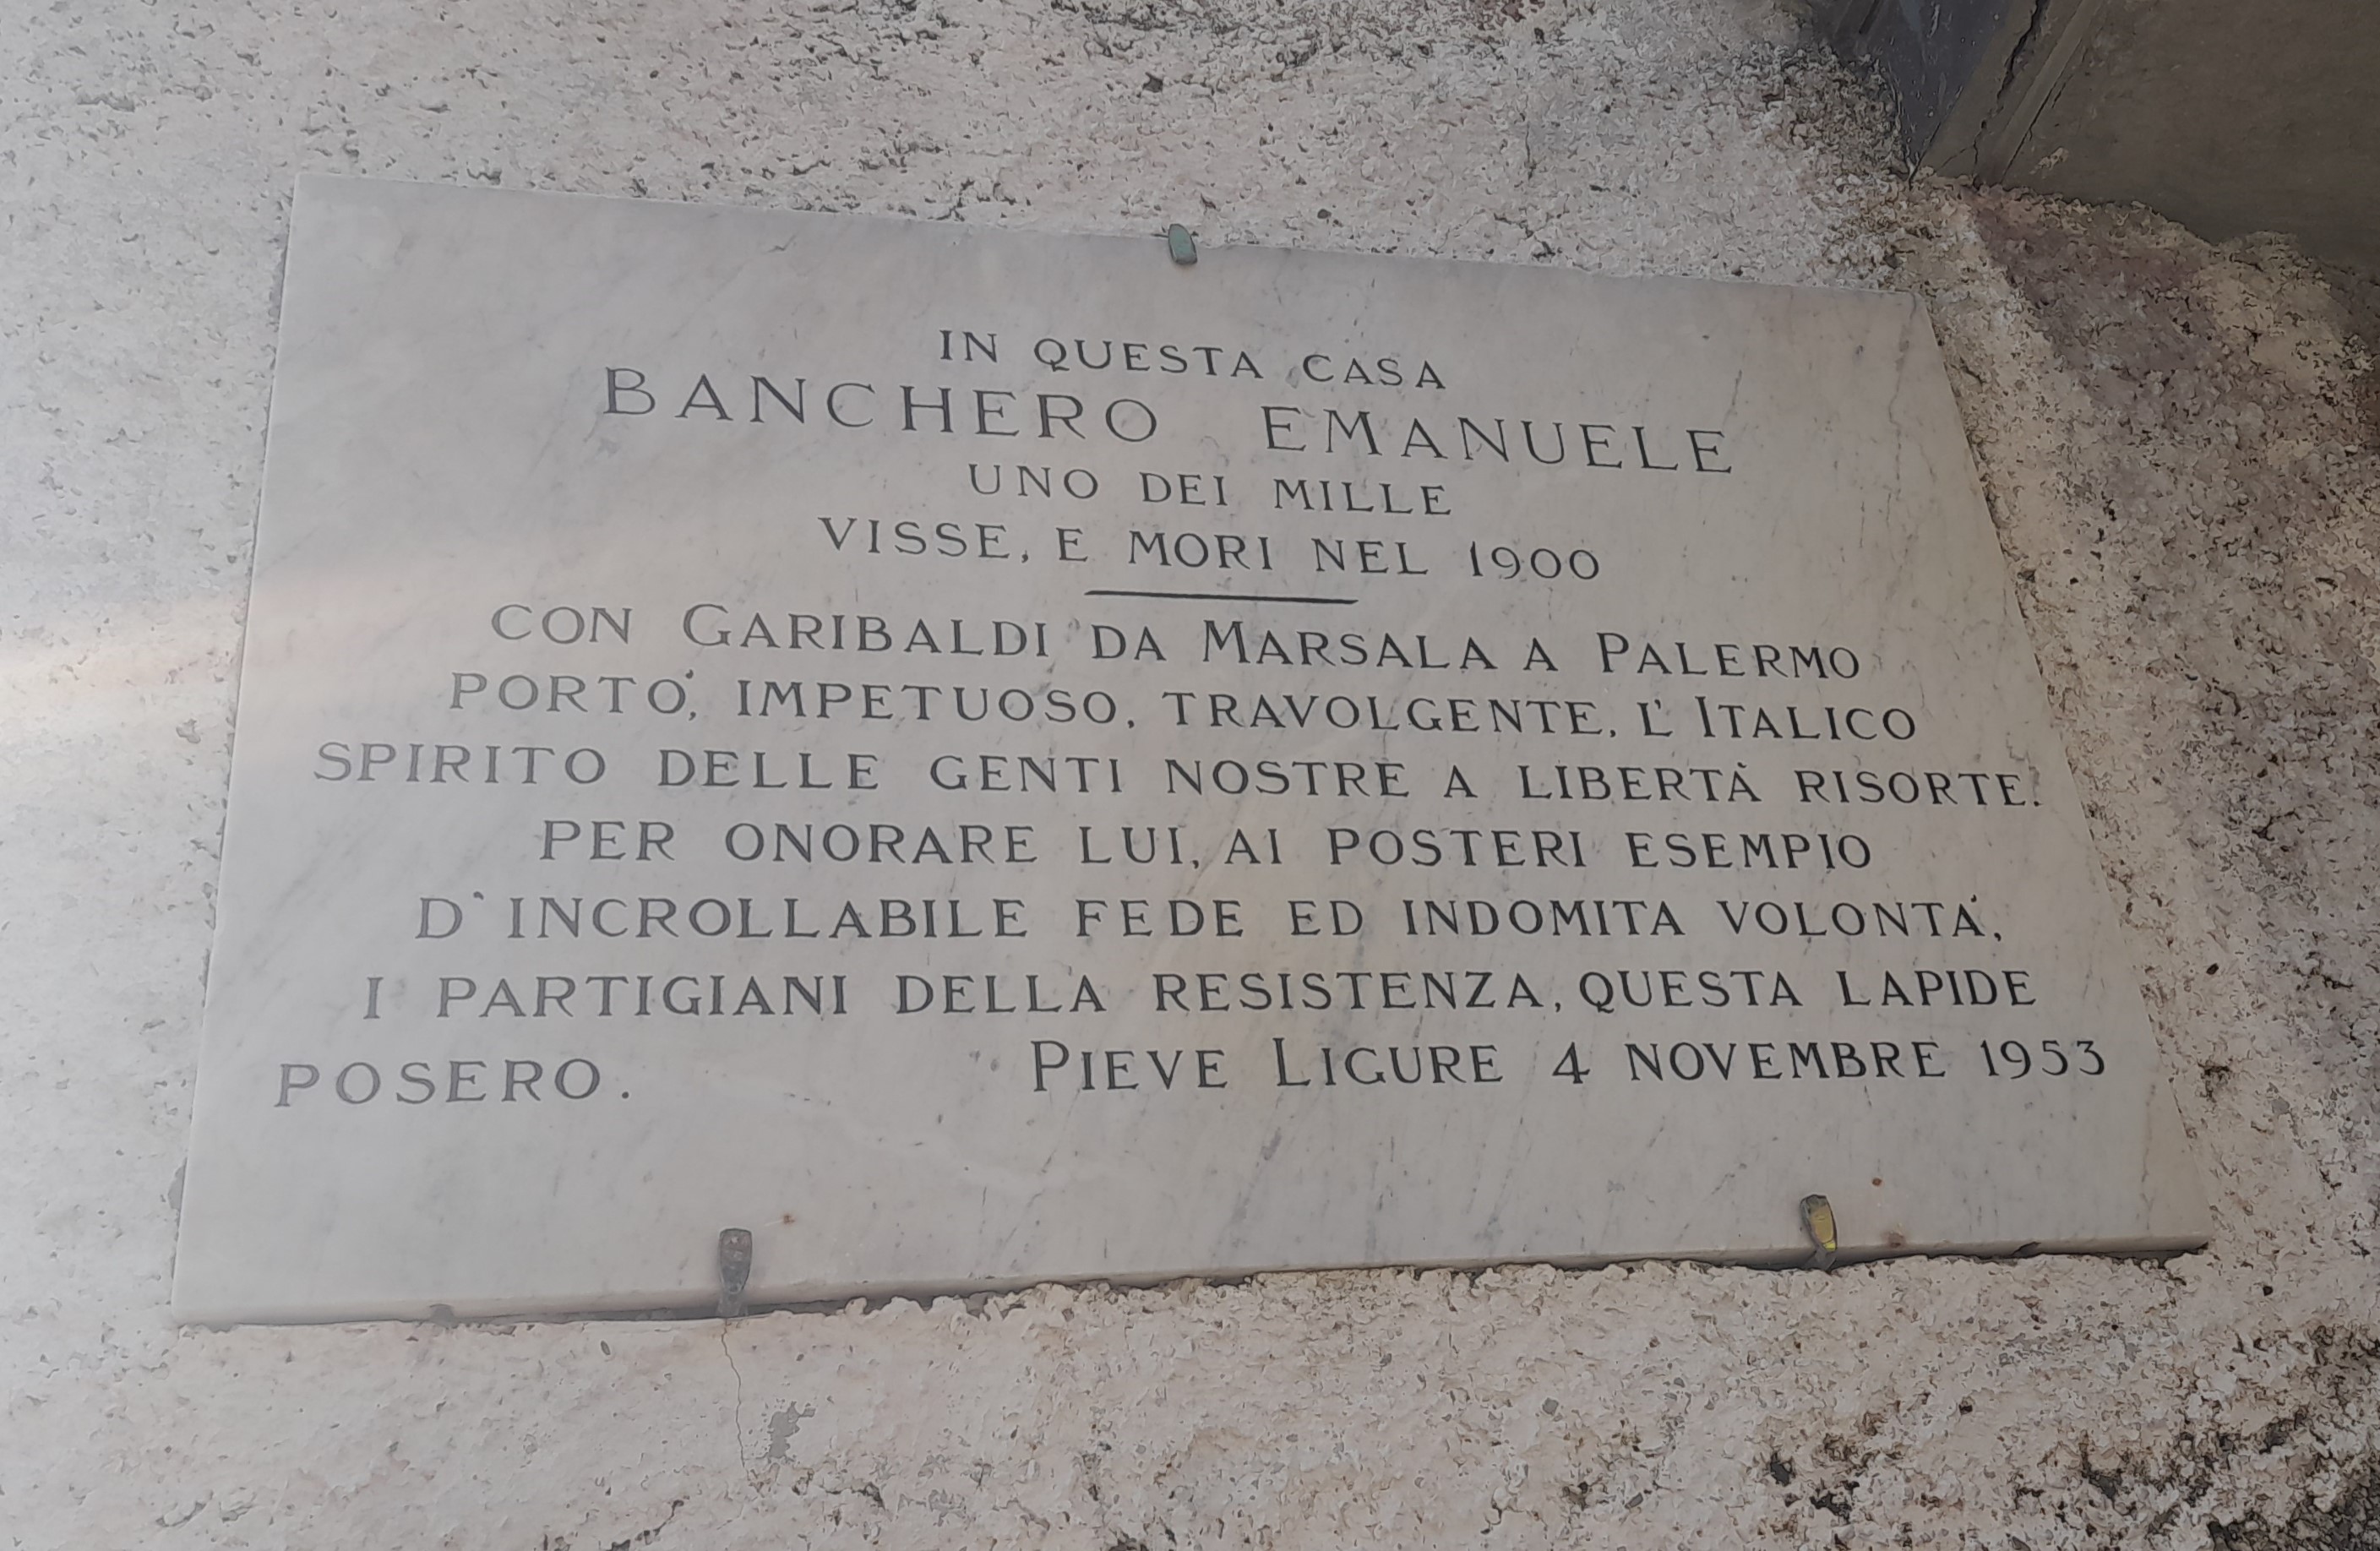 IN QUESTA CASA
BANCHERO EMANUELE
UNO DEI MILLE
VISSE, E MORI NEL 1900
CON GARIBALDI DA MARSALA A PALERMO
PORTO', IMPETUOSO, TRAVOLGENTE, L'ITALICO
SPIRITO DELLE GENTI NOSTRE A LIBERTÀ RISORTE.
PER ONORARE LUI, AI POSTERI ESEMPIO
D'INCROLLABILE FEDE ED INDOMITA VOLONTA',
I PARTIGIANI DELLA RESISTENZA, QUESTA LAPIDE
POSERO. PIEVE LIGURE 4 NOVEMBRE 1953